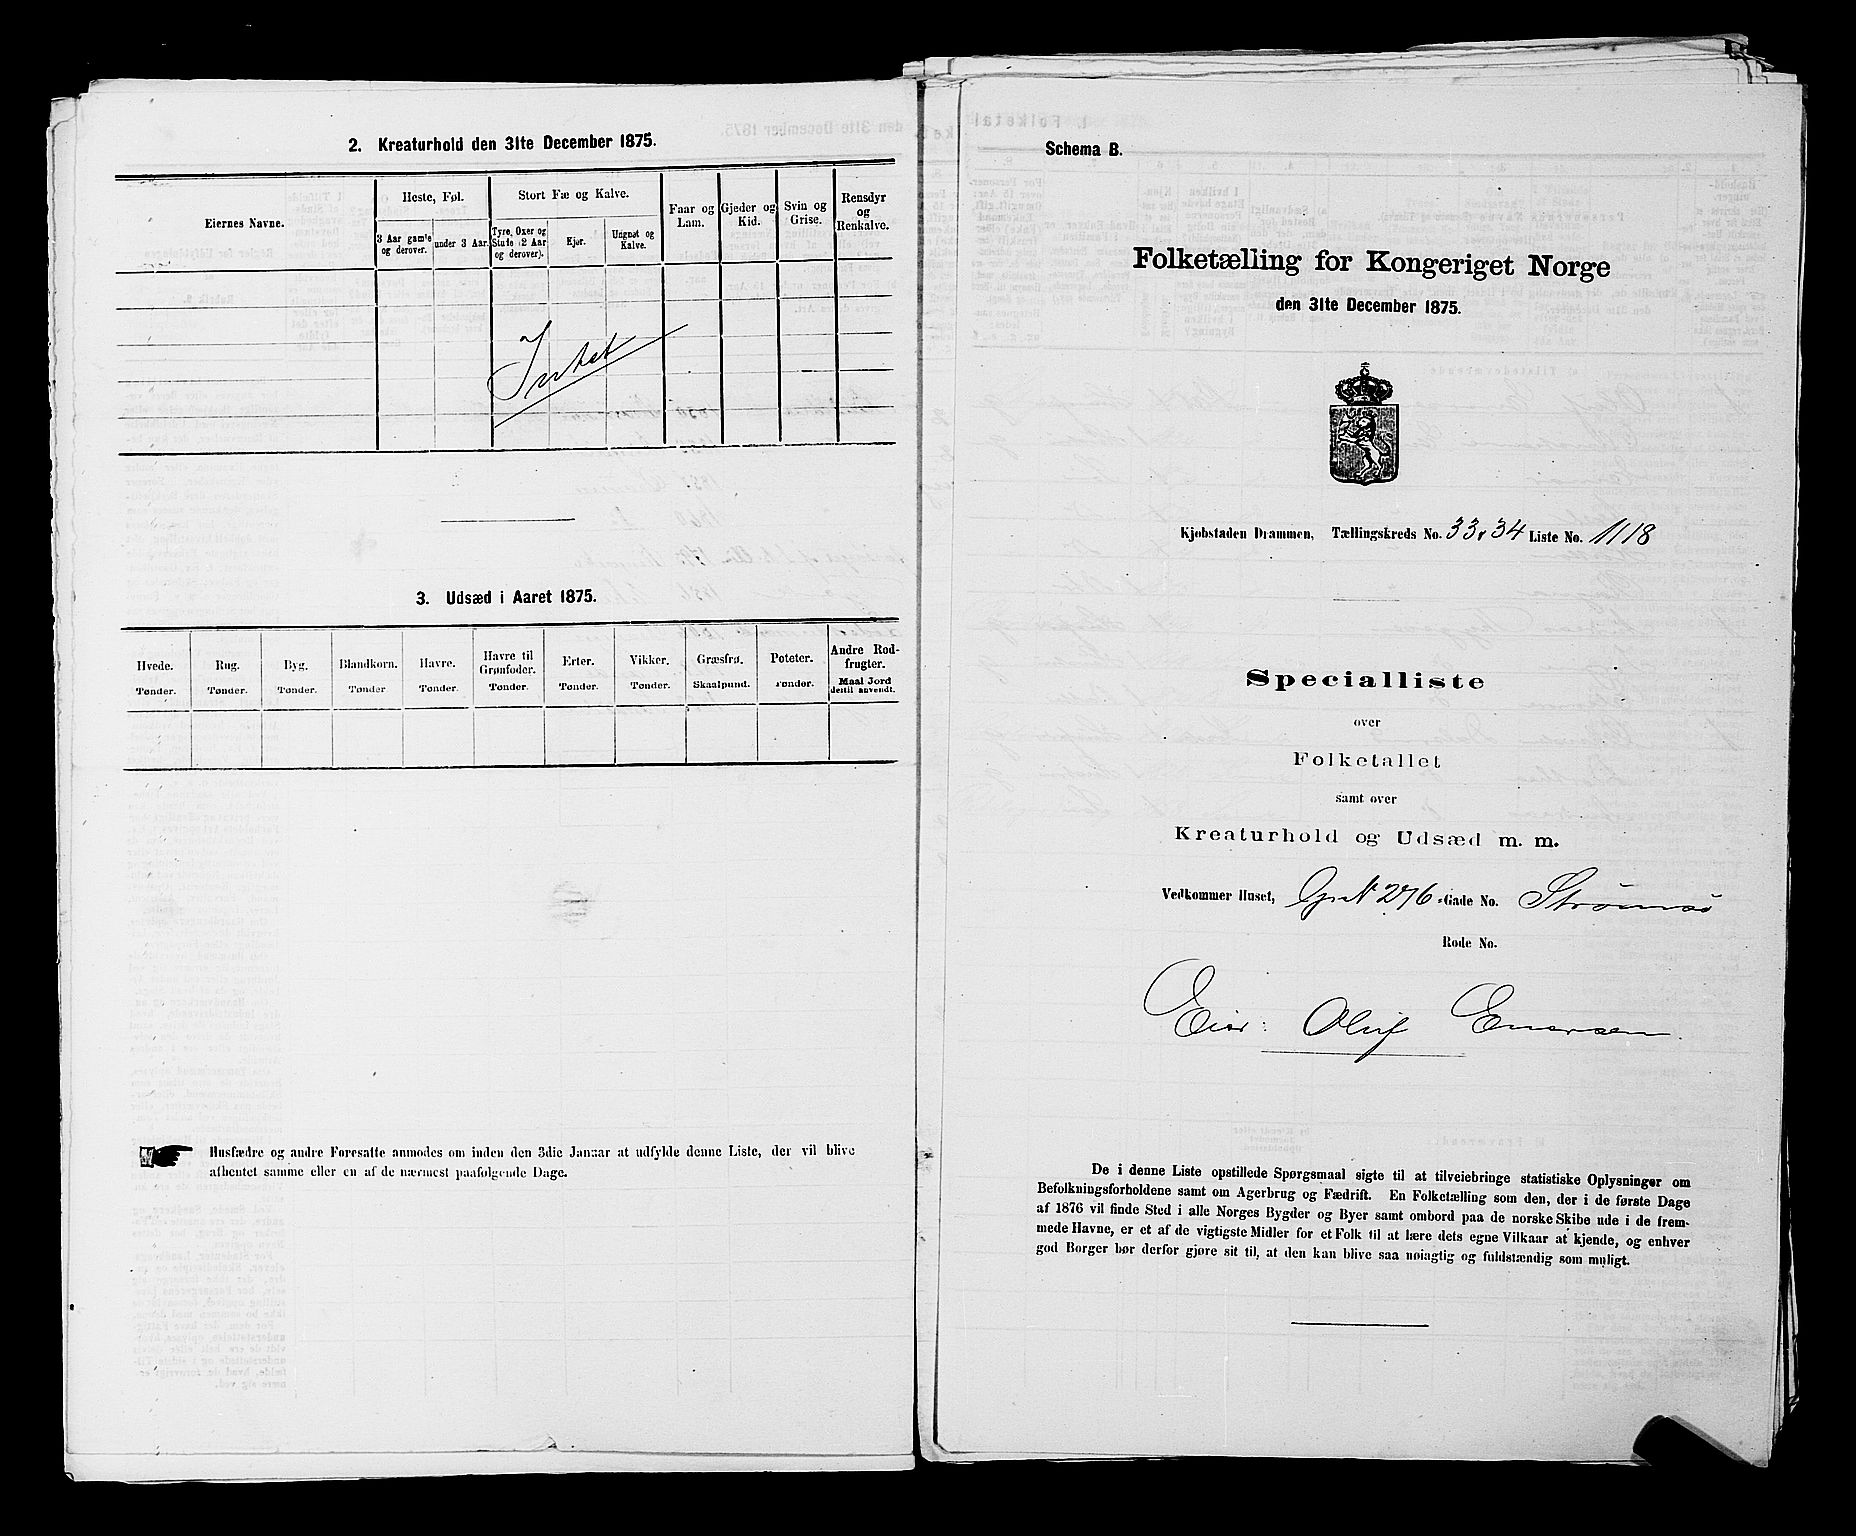 2. Kreaturhold den 31te December 1875.
Eiernes Navne.
Heste, Føl.
3 Aar gamle og derover.
under 3 Aar.
Stort Fæ og Kalve.
Tyre, Oxer og Stude (2 Aar og derover).
Kjør.
Ungnøt og Kalve.
Faar og Lam.
Gjeder og Kid.
Svin og Grise.
Rensdyr og Renkalve.
Intet
3. Udsæd i Aaret 1875.
Hvede. Rug. Byg. Blandkorn. Havre. Havre til Grønfoder. Erter. Vikker. Græsfrø. Poteter. Andre Rodfrugter.
Tønder. Tønder. Tønder. Tønder Tønder. Tønder. Tønder. Tønder. Skaalpund. Tønder. Maal Jord dertil anvendt.
Husfædre og andre Foresatte anmodes om inden den 3die Januar at udfylde denne Liste, der vil blive
afhentet samme eller en af de nærmest paafølgende Dage.
Schema B.
Folketælling for Kongeriget Norge
den 31te December 1875.
Kjøbstaden Drammen, Tællingskreds No. 33 & 34 Liste No. 1118
Specialliste
over
Folketallet
samt over
Kreaturhold og Udsæd m. m.
Vedkommer Huset, Gr. N 276 Gade No. Strømsø
Rode No.
Eier: Oluf Enersen
De i denne Liste opstillede Spørgsmaal sigte til at tilveiebringe statistiske Oplysninger om
Befolkningsforholdene samt om Agerbrug og Fædrift. En Folketælling som den, der i de første Dage
af 1876 vil finde Sted i alle Norges Bygder og Byer samt ombord paa de norske Skibe ude i de frem-
mede Havne, er et af de vigtigste Midler for et Folk til at lære dets egne Vilkaar at kjende, og enhver
god Borger bør derfor gjøre sit til, at den kan blive saa nøiagtig og fuldstændig som muligt.